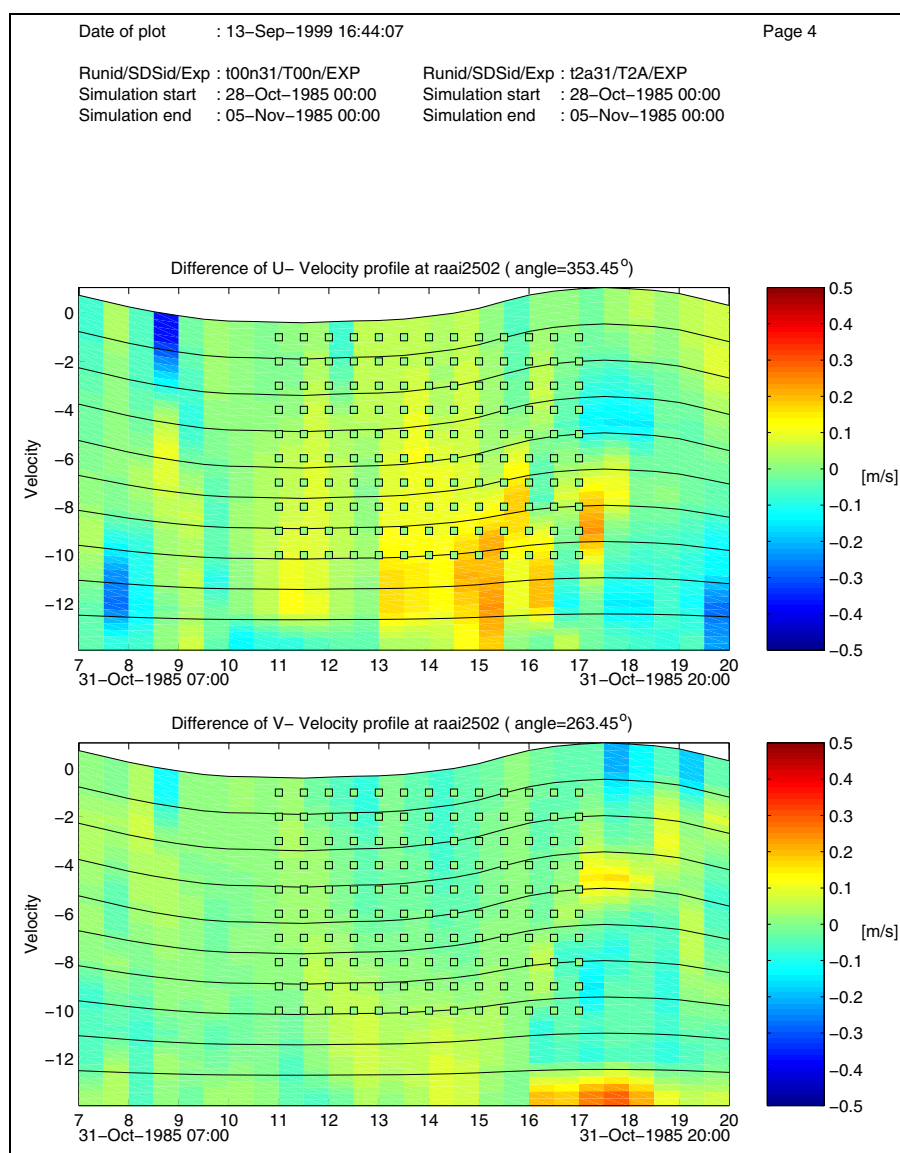 Date of plot : 13-Sep-1999 16:44:07 Page 4
Runid/SDSid/Exp : t00n31/T00n/EXP Runid/SDSid/Exp : t2a31/T2A/EXP
Simulation start : 28-Oct-1985 00:00 Simulation start : 28-Oct-1985 00:00
Simulation end : 05-Nov-1985 00:00 Simulation end : 05-Nov-1985 00:00
Difference of U- Velocity profile at raai2502 ( angle=353.45°)
0
-2
-4
-6
-8
-10
-12
Velocity
7 8 9 10 11 12 13 14 15 16 17 18 19 20
31-Oct-1985 07:00 31-Oct-1985 20:00
0.5
0.4
0.3
0.2
0.1
0
-0.1
-0.2
-0.3
-0.4
-0.5
[m/s]
Difference of V- Velocity profile at raai2502 ( angle=263.45°)
0
-2
-4
-6
-8
-10
-12
Velocity
7 8 9 10 11 12 13 14 15 16 17 18 19 20
31-Oct-1985 07:00 31-Oct-1985 20:00
0.5
0.4
0.3
0.2
0.1
0
-0.1
-0.2
-0.3
-0.4
-0.5
[m/s]